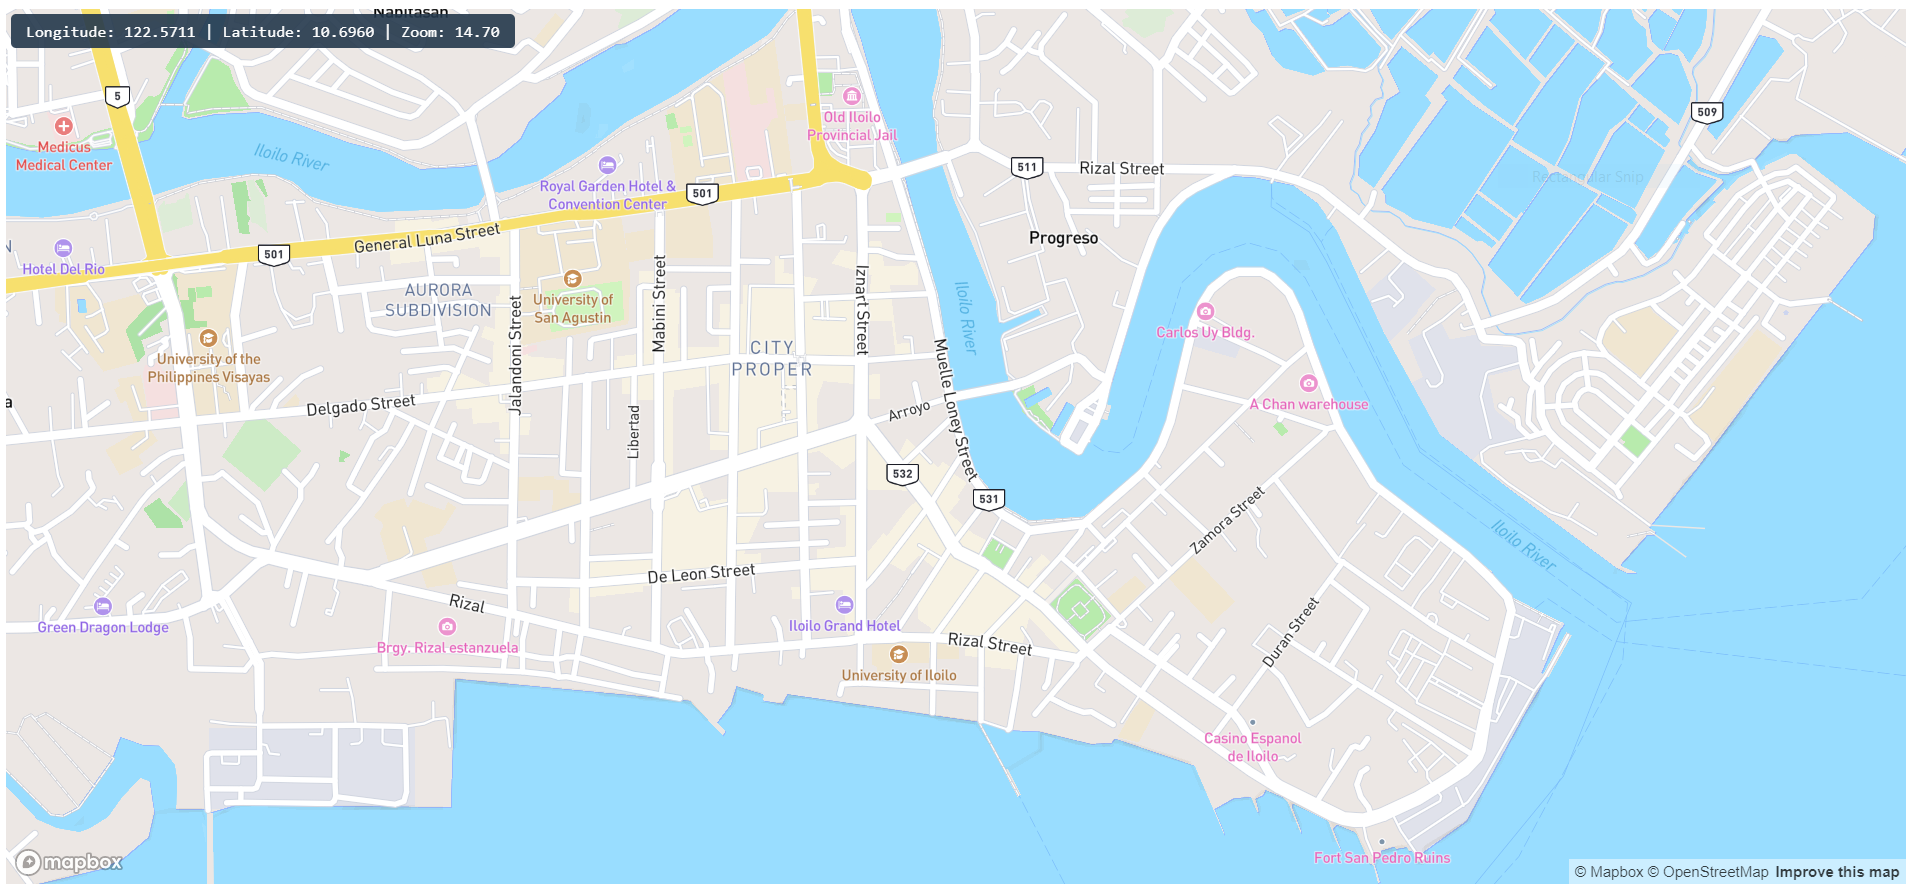 Nabitasan
Longitude: 122.5711 | Latitude: 10.6960 | Zoom: 14.70
5
509
Old Iloilo
Provincial Jail
Medicus
Medical Center
Iloilo River
511
Rizal Street
Rectangular Snip
Royal Garden Hotel &
Convention Center
501
General Luna Street
501
Progreso
N
Hotel Del Rio
AURORA
SUBDIVISION
University of
San Agustin
Mabini Street
Iznart Street
Iloilo River
Carlos Uy Bldg.
University of the
Philippines Visayas
CITY
PROPER
Jalandoni Street
Muelle Loney Street
a
Delgado Street
Libertad
Arroyo
A Chan warehouse
532
531
Zamora Street
Iloilo River
De Leon Street
Rizal
Green Dragon Lodge
Iloilo Grand Hotel
Brgy. Rizal estanzuela
Rizal Street
Duran Street
University of Iloilo
Casino Espanol
de Iloilo
Fort San Pedro Ruins
mapbox
© Mapbox © OpenStreetMap Improve this map